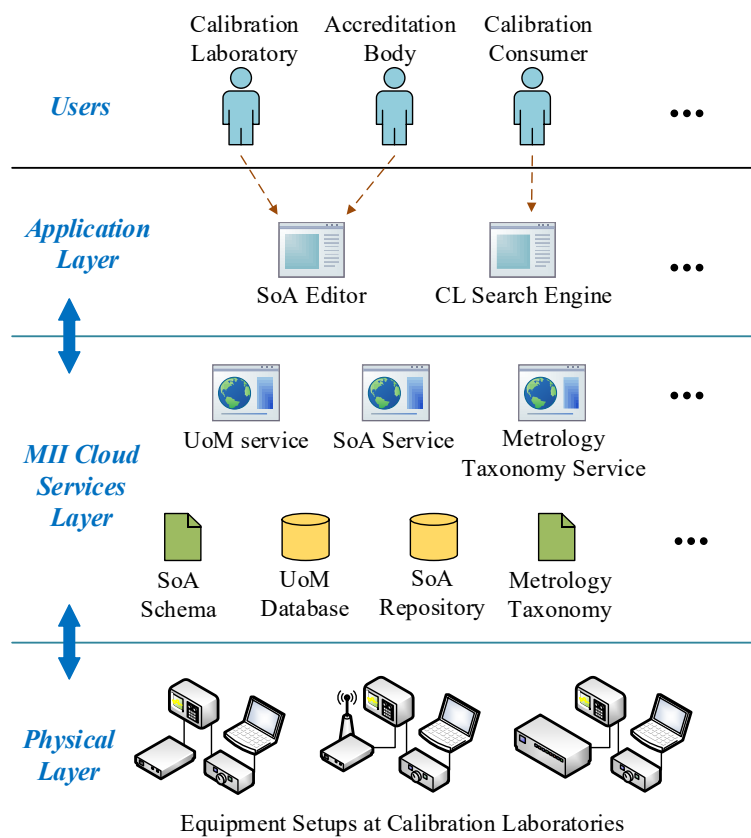 Calibration
Laboratory
Accreditation
Body
Calibration
Consumer
Users
...
Application
Layer
SoA Editor
CL Search Engine
...
MII Cloud
Services
Layer
UoM service
SoA Service
Metrology
Taxonomy Service
...
SoA
Schema
UoM
Database
SoA
Repository
Metrology
Taxonomy
...
Physical
Layer
Equipment Setups at Calibration Laboratories